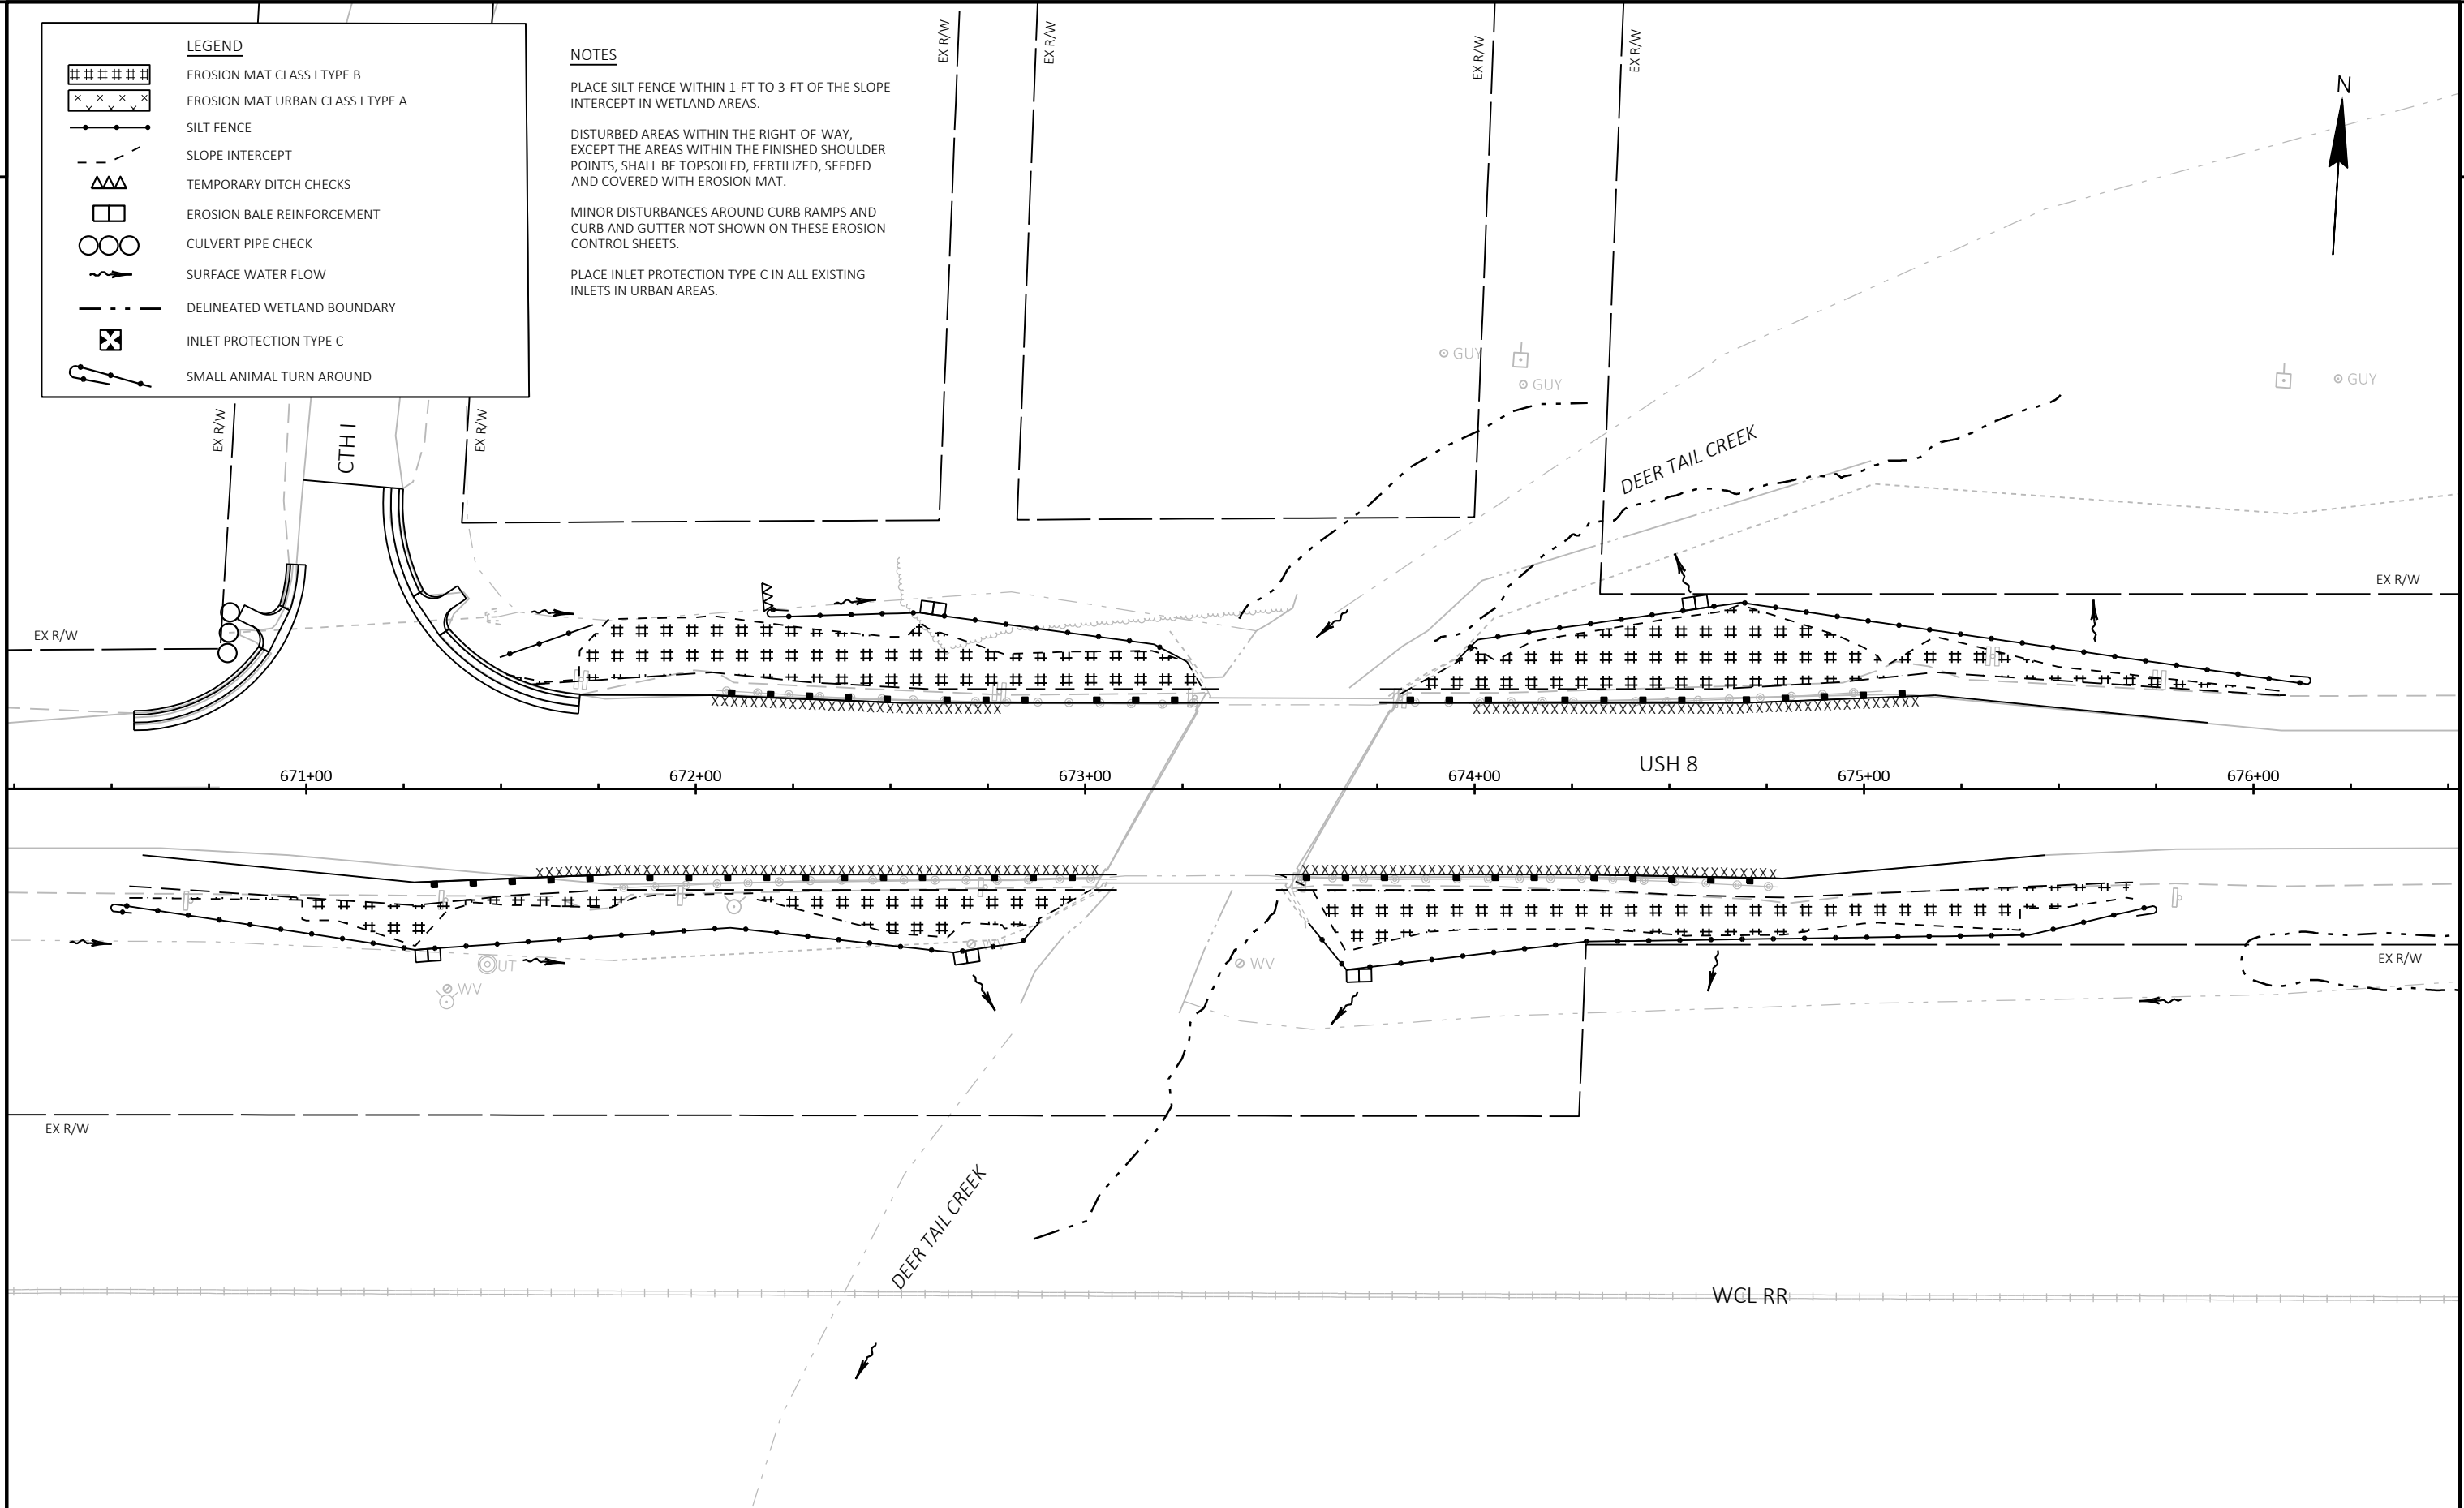 LEGEND
EROSION MAT CLASS I TYPE B
EROSION MAT URBAN CLASS I TYPE A
SILT FENCE
SLOPE INTERCEPT
TEMPORARY DITCH CHECKS
EROSION BALE REINFORCEMENT
CULVERT PIPE CHECK
SURFACE WATER FLOW
DELINEATED WETLAND BOUNDARY
INLET PROTECTION TYPE C
SMALL ANIMAL TURN AROUND
NOTES
PLACE SILT FENCE WITHIN 1-FT TO 3-FT OF THE SLOPE
INTERCEPT IN WETLAND AREAS.
DISTURBED AREAS WITHIN THE RIGHT-OF-WAY,
EXCEPT THE AREAS WITHIN THE FINISHED SHOULDER
POINTS, SHALL BE TOPSOILED, FERTILIZED, SEEDED
AND COVERED WITH EROSION MAT.
MINOR DISTURBANCES AROUND CURB RAMPS AND
CURB AND GUTTER NOT SHOWN ON THESE EROSION
CONTROL SHEETS.
PLACE INLET PROTECTION TYPE C IN ALL EXISTING
INLETS IN URBAN AREAS.
EX R/W
EX R/W
EX R/W
EX R/W
N
GUY
GUY
GUY
EX R/W
CTH I
EX R/W
DEER TAIL CREEK
EX R/W
EX R/W
USH 8
671+00
672+00
673+00
674+00
675+00
676+00
WV
UT
WV
WV
EX R/W
EX R/W
DEER TAIL CREEK
WCL RR